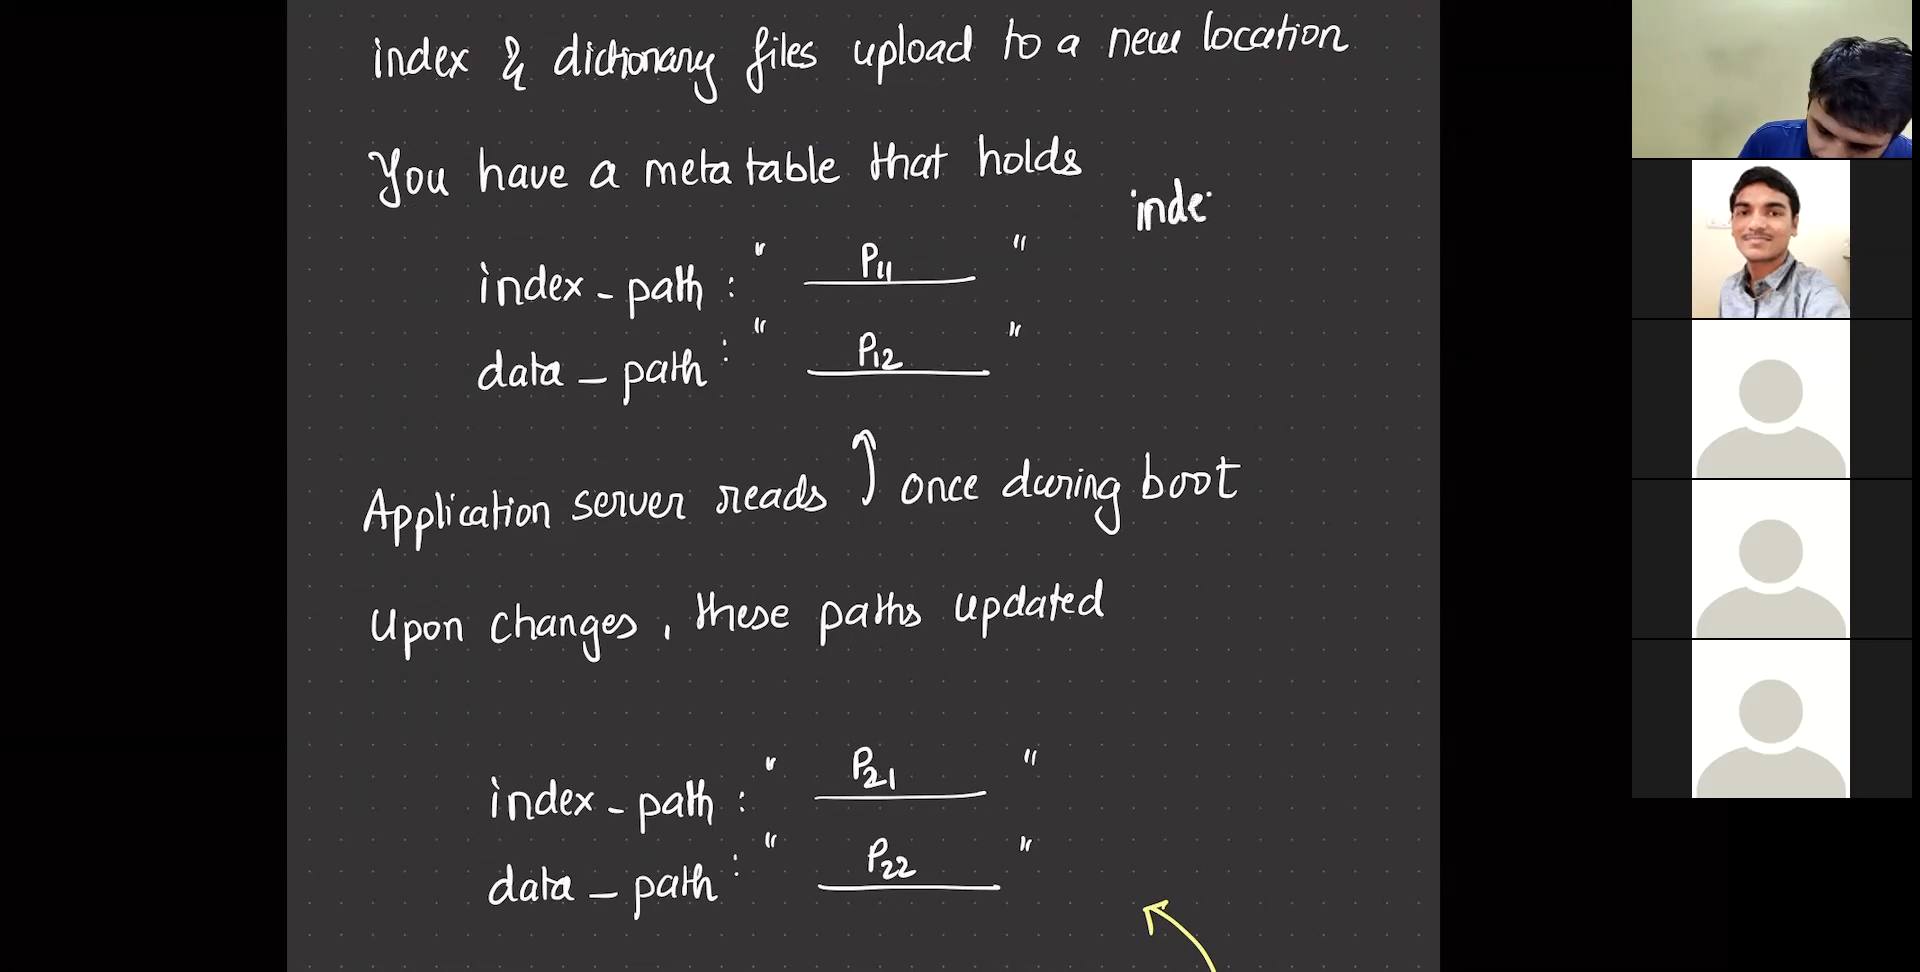 index & dictionary files upload to a new location
You have a meta table that holds
inde
index - path : " P11 "
data - path : " P12 "
Application server reads ↑ once during boot
Upon changes, these paths updated
index - path : " P21 "
data - path : " P22 "